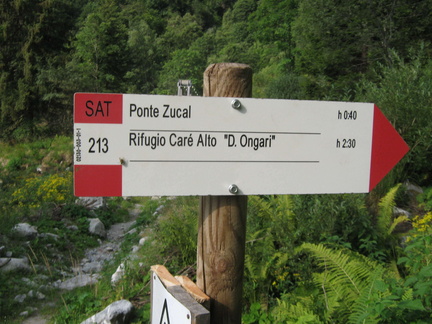 SAT Ponte Zucal h 0:40
213 Rifugio Caré Alto "D. Ongari" h 2:30